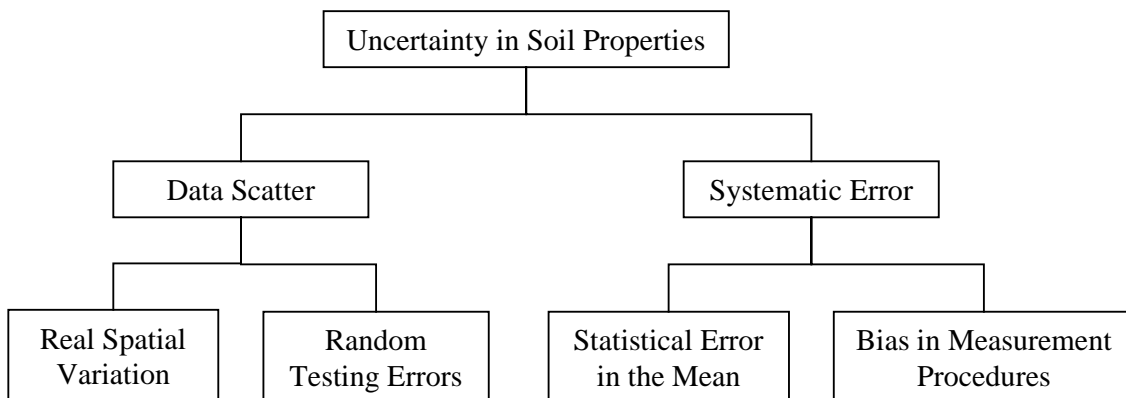 Uncertainty in Soil Properties
Data Scatter
Systematic Error
Real Spatial
Variation
Random
Testing Errors
Statistical Error
in the Mean
Bias in Measurement
Procedures